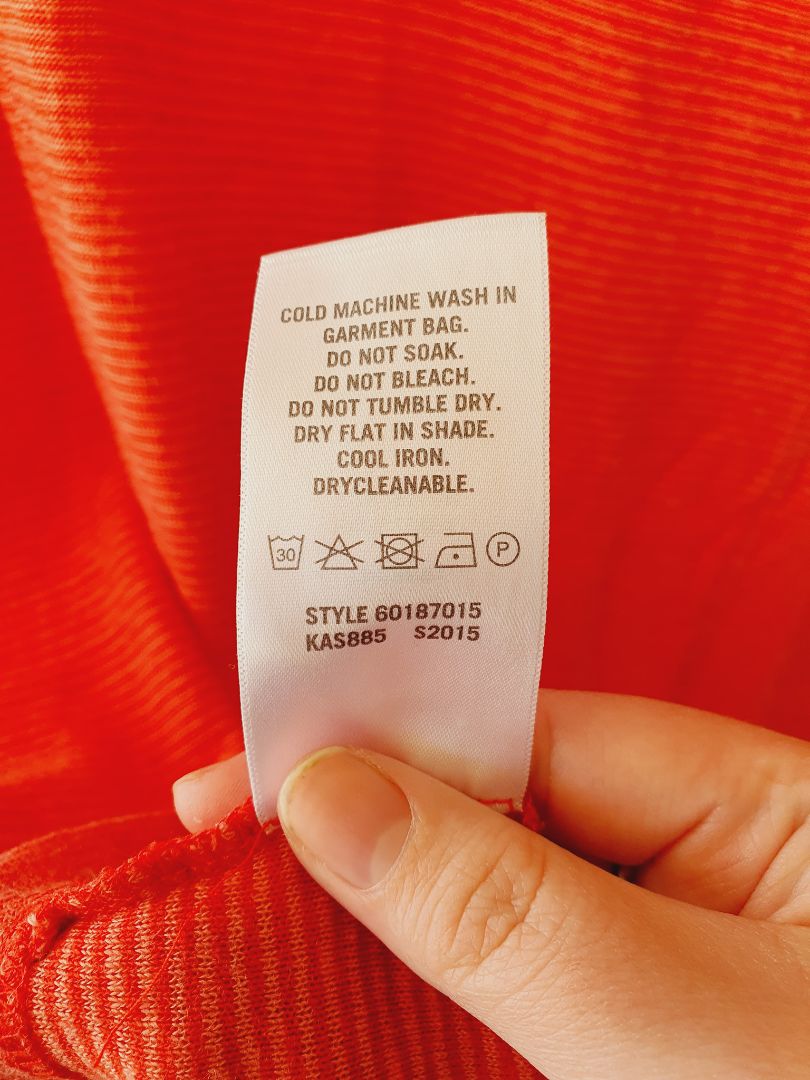 COLD MACHINE WASH IN
GARMENT BAG.
DO NOT SOAK.
DO NOT BLEACH.
DO NOT TUMBLE DRY.
DRY FLAT IN SHADE.
COOL IRON.
DRYCLEANABLE.
30 P
STYLE 60187015
KAS885 S2015